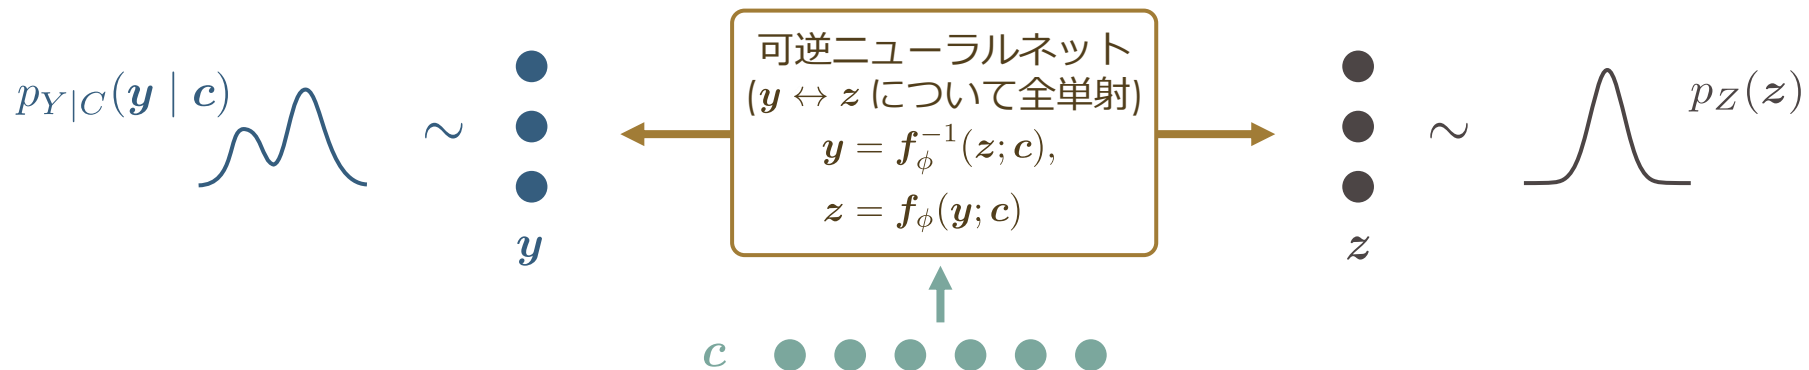 p_{Y|C}(y | c)
~
y
可逆ニューラルネット
(y ↔ z について全単射)
y = f_ϕ^{-1}(z; c),
z = f_ϕ(y; c)
z
~
p_Z(z)
c